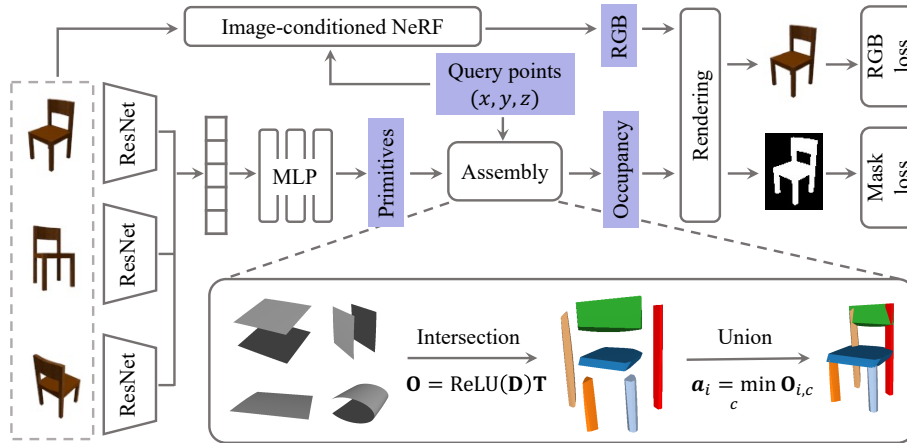 Image-conditioned NeRF
RGB
Query points
(x, y, z)
Rendering
RGB
loss
ResNet
MLP
Primitives
Assembly
Occupancy
Mask
loss
ResNet
ResNet
Intersection
O = ReLU(D)T
Union
a_i = min_c O_{i,c}